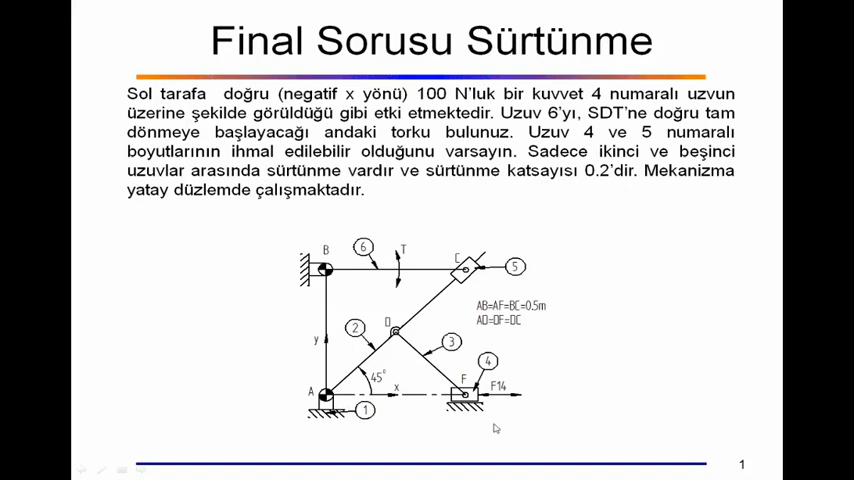 Final Sorusu Sürtünme
Sol tarafa doğru (negatif x yönü) 100 N'luk bir kuvvet 4 numaralı uzvun
üzerine şekilde görüldüğü gibi etki etmektedir. Uzuv 6'yı, SDT'ne doğru tam
dönmeye başlayacağı andaki torku bulunuz. Uzuv 4 ve 5 numaralı
boyutlarının ihmal edilebilir olduğunu varsayın. Sadece ikinci ve beşinci
uzuvlar arasında sürtünme vardır ve sürtünme katsayısı 0.2'dir. Mekanizma
yatay düzlemde çalışmaktadır.
B
6
T
C
5
AB=AF=BC=0.5m
AD=DF=DC
D
2
3
y
4
F
F14
A
45°
x
1
1